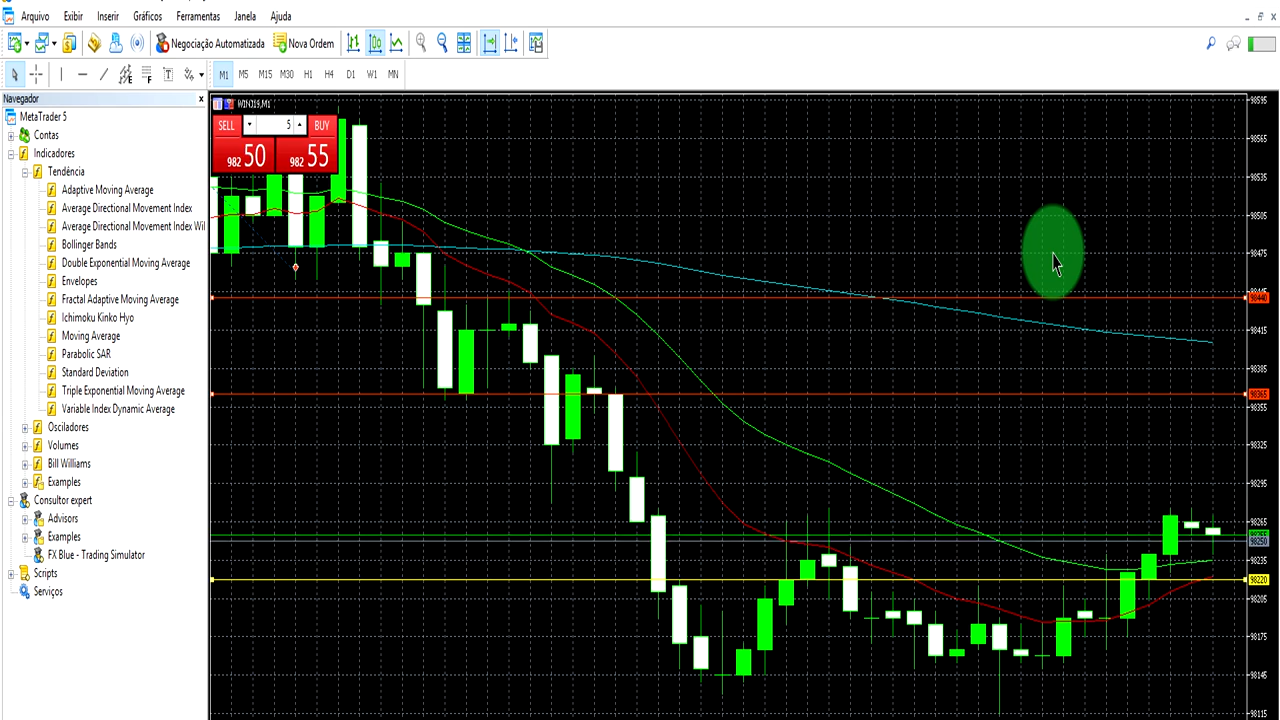 Arquivo Exibir Inserir Gráficos Ferramentas Janela Ajuda
Negociação Automatizada Nova Ordem
M1 M5 M15 M30 H1 H4 D1 W1 MN
Navegador
MetaTrader 5
Contas
Indicadores
Tendência
Adaptive Moving Average
Average Directional Movement Index
Average Directional Movement Index Wil
Bollinger Bands
Double Exponential Moving Average
Envelopes
Fractal Adaptive Moving Average
Ichimoku Kinko Hyo
Moving Average
Parabolic SAR
Standard Deviation
Triple Exponential Moving Average
Variable Index Dynamic Average
Osciladores
Volumes
Bill Williams
Examples
Consultor expert
Advisors
Examples
FX Blue - Trading Simulator
Scripts
Serviços
WINJ19,M1
SELL 5 BUY
982 50 982 55
98595
98565
98535
98505
98475
98440
98415
98385
98365
98355
98325
98295
98265
98250
98235
98220
98205
98175
98145
98115